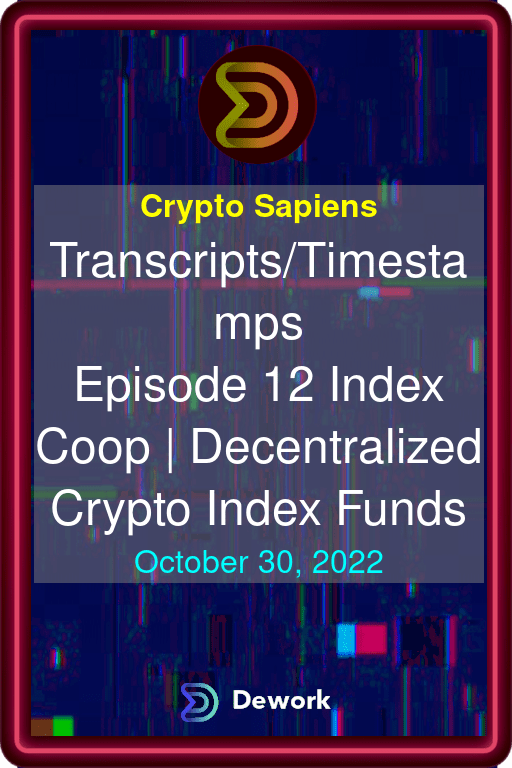 Crypto Sapiens
Transcripts/Timesta
mps
Episode 12 Index
Coop | Decentralized
Crypto Index Funds
October 30, 2022
Dework